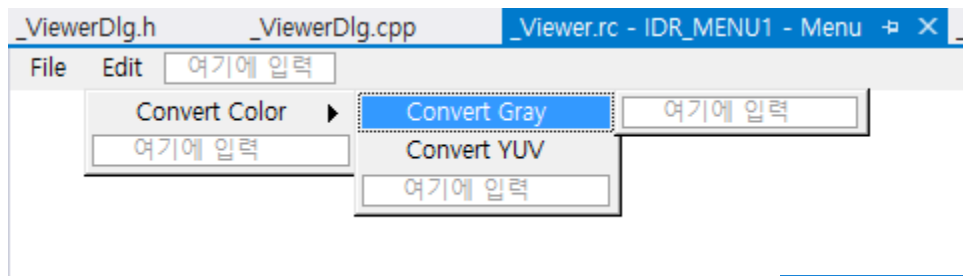 _ViewerDlg.h _ViewerDlg.cpp _Viewer.rc - IDR_MENU1 - Menu
File Edit 여기에 입력
Convert Color Convert Gray 여기에 입력
여기에 입력 Convert YUV
여기에 입력